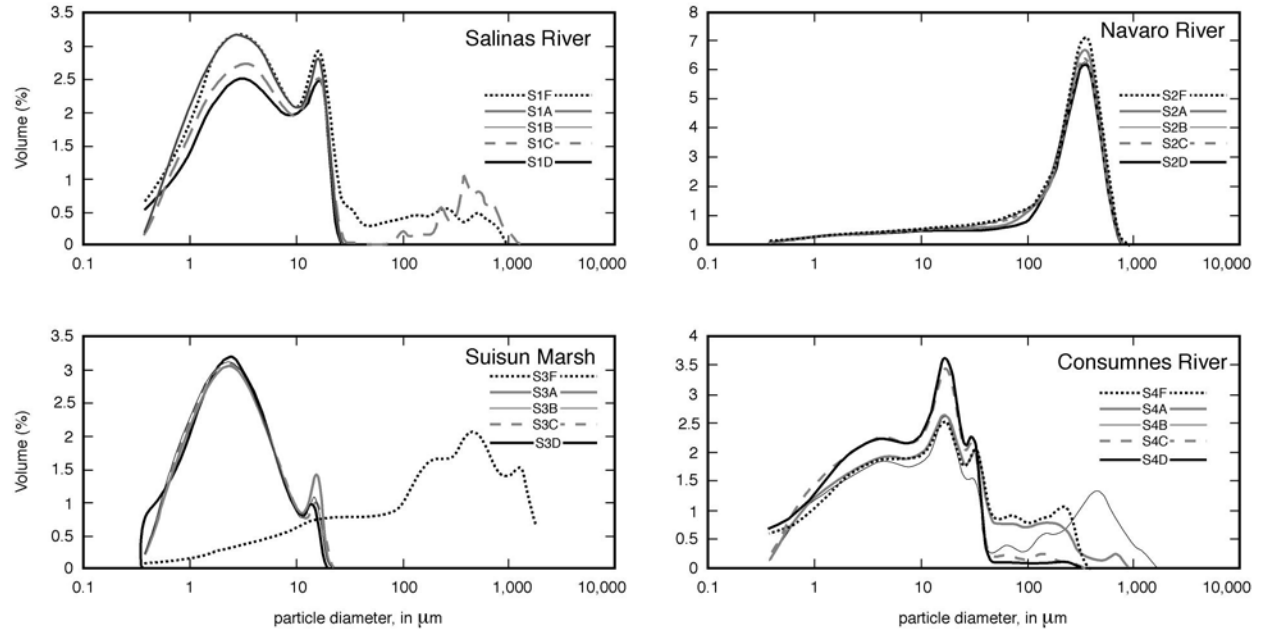 Salinas River
Volume (%)
3.5
3
2.5
2
1.5
1
0.5
0
S1F
S1A
S1B
S1C
S1D
0.1 1 10 100 1,000 10,000
Navaro River
8
7
6
5
4
3
2
1
0
S2F
S2A
S2B
S2C
S2D
0.1 1 10 100 1,000 10,000
Suisun Marsh
Volume (%)
3.5
3
2.5
2
1.5
1
0.5
0
S3F
S3A
S3B
S3C
S3D
0.1 1 10 100 1,000 10,000
particle diameter, in μm
Consumnes River
4
3.5
3
2.5
2
1.5
1
0.5
0
S4F
S4A
S4B
S4C
S4D
0.1 1 10 100 1,000 10,000
particle diameter, in μm